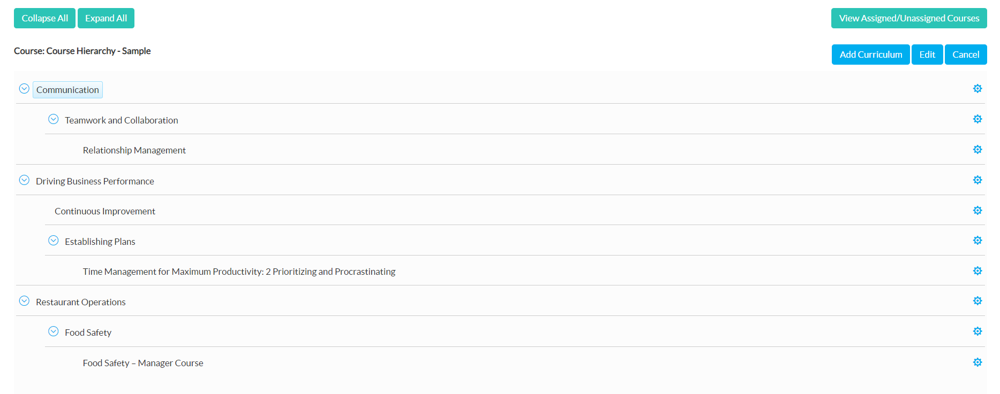 Collapse All Expand All View Assigned/Unassigned Courses
Course: Course Hierarchy - Sample Add Curriculum Edit Cancel
Communication
Teamwork and Collaboration
Relationship Management
Driving Business Performance
Continuous Improvement
Establishing Plans
Time Management for Maximum Productivity: 2 Prioritizing and Procrastinating
Restaurant Operations
Food Safety
Food Safety – Manager Course